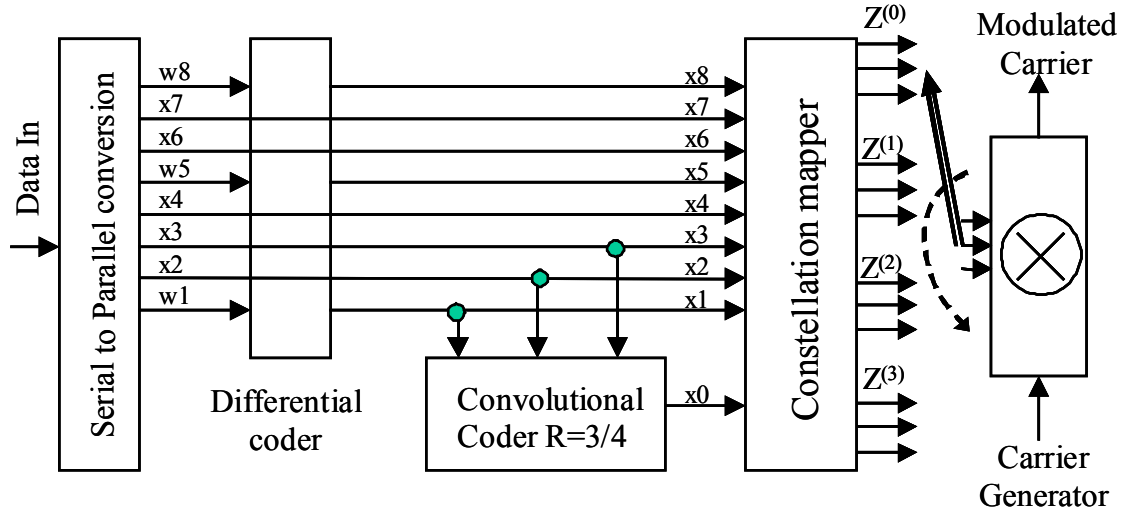 Data In
Serial to Parallel conversion
w8
x7
x6
w5
x4
x3
x2
w1
Differential
coder
Convolutional
Coder R=3/4
x8
x7
x6
x5
x4
x3
x2
x1
x0
Constellation mapper
Z(0)
Z(1)
Z(2)
Z(3)
Modulated
Carrier
Carrier
Generator